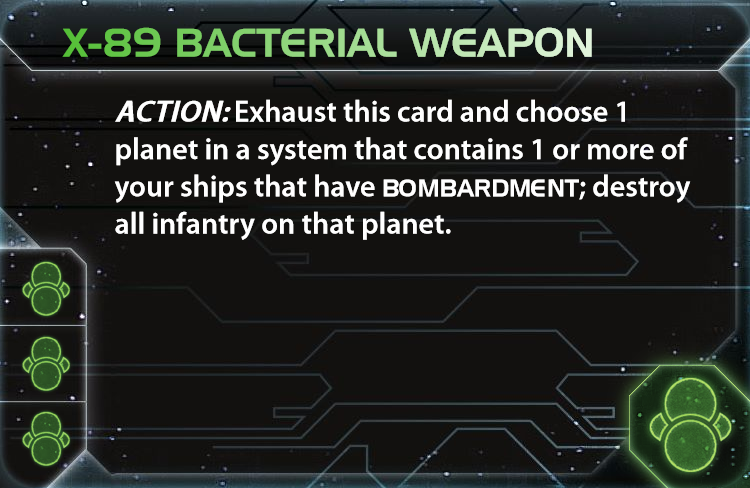 X-89 BACTERIAL WEAPON
ACTION: Exhaust this card and choose 1
planet in a system that contains 1 or more of
your ships that have BOMBARDMENT; destroy
all infantry on that planet.